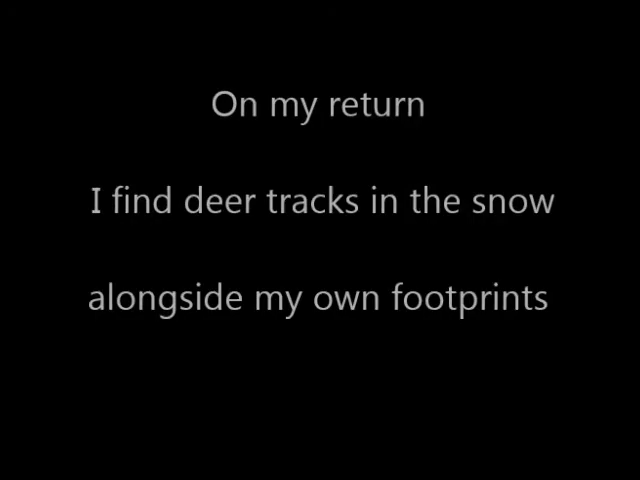 On my return
I find deer tracks in the snow
alongside my own footprints